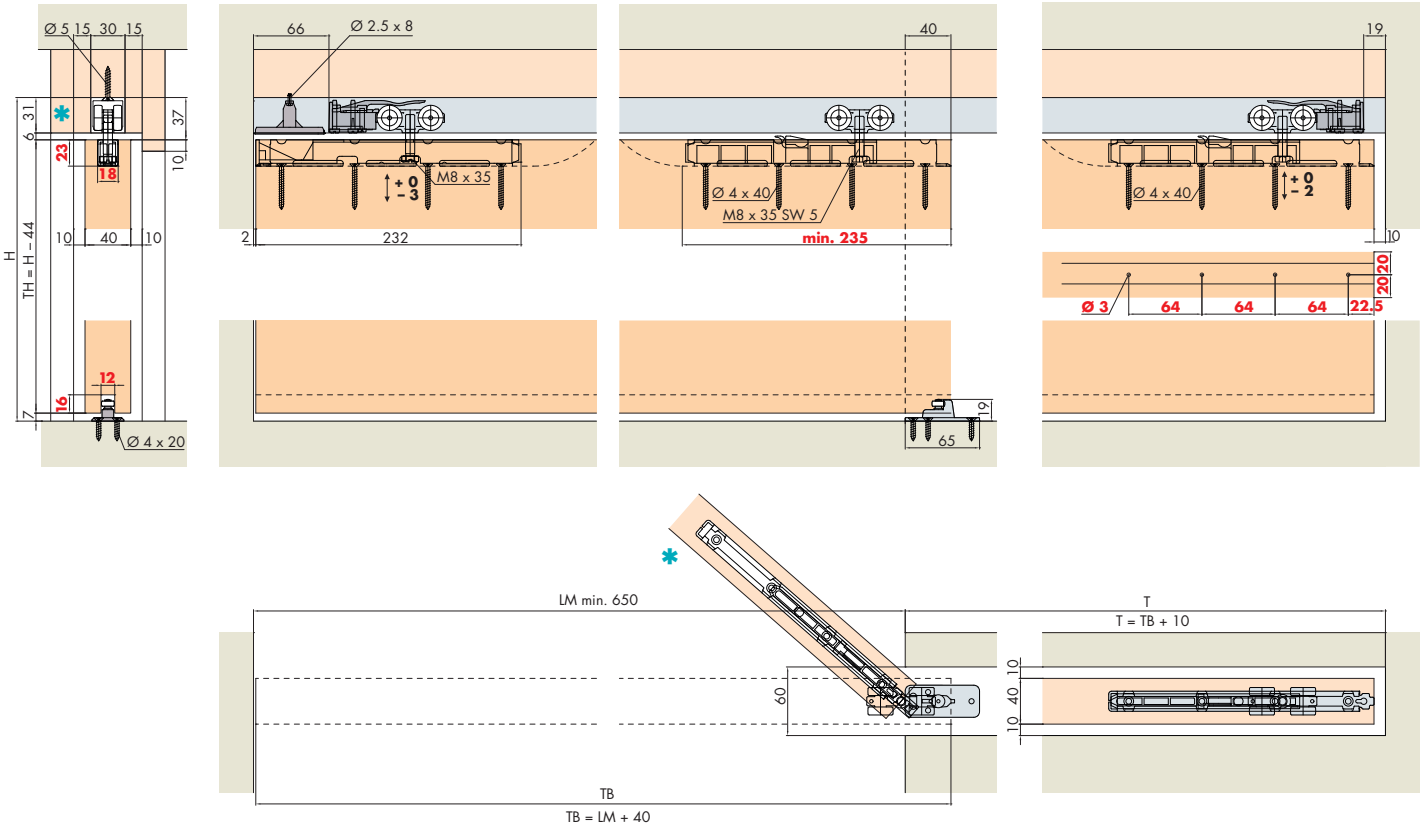 Ø 5 15 30 15
66
Ø 2.5 x 8
40
19
31
*
37
6
23
10
18
M8 x 35
+ 0
– 3
Ø 4 x 40
M8 x 35 SW 5
Ø 4 x 40
+ 0
– 2
10 40 10
2
232
min. 235
10
H
TH = H – 44
20
20
Ø 3
64
64
64
22.5
12
16
7
19
Ø 4 x 20
65
*
LM min. 650
T
T = TB + 10
60
10
40
10
TB
TB = LM + 40